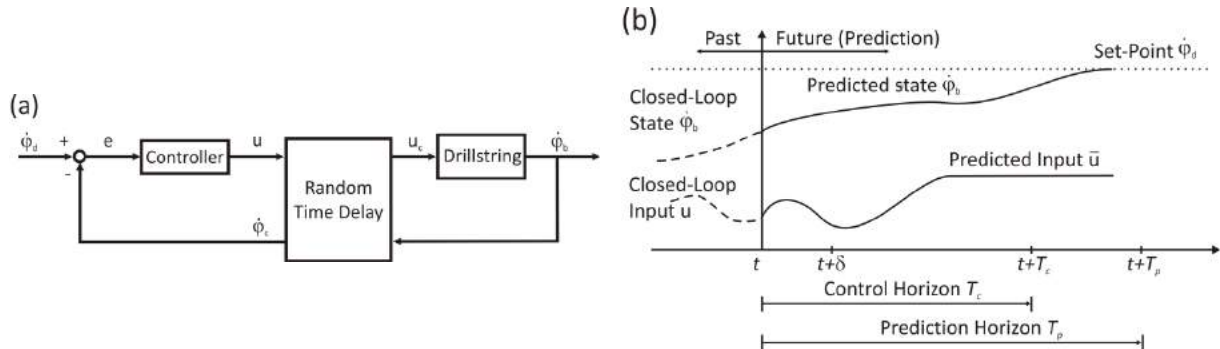 (a)
φ̇d
+
-
e
Controller
u
Random
Time Delay
uc
Drillstring
φ̇b
φ̇c
(b)
Past
Future (Prediction)
Set-Point φ̇d
Predicted state φ̇b
Closed-Loop
State φ̇b
Predicted Input ū
Closed-Loop
Input u
t
t+δ
t+Tc
t+Tp
Control Horizon Tc
Prediction Horizon Tp